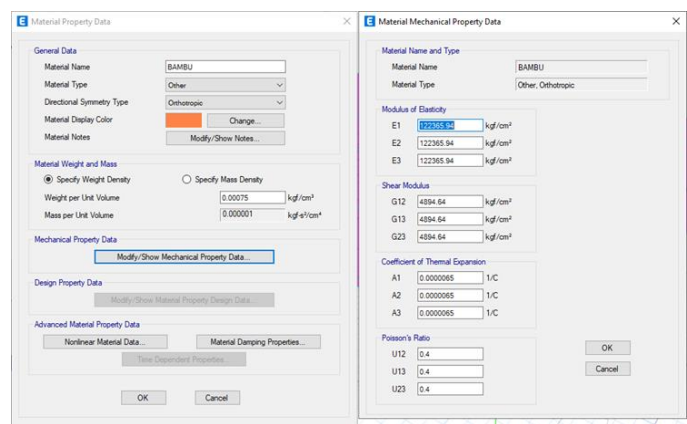 Material Property Data
General Data
Material Name BAMBU
Material Type Other
Directional Symmetry Type Orthotropic
Material Display Color Change...
Material Notes Modify/Show Notes...
Material Weight and Mass
Specify Weight Density Specify Mass Density
Weight per Unit Volume 0.00075 kgf/cm³
Mass per Unit Volume 0.000001 kgf-s²/cm⁴
Mechanical Property Data
Modify/Show Mechanical Property Data...
Design Property Data
Modify/Show Material Property Design Data...
Advanced Material Property Data
Nonlinear Material Data... Material Damping Properties...
Time Dependent Properties...
OK Cancel
E Material Mechanical Property Data
Material Name and Type
Material Name BAMBU
Material Type Other, Orthotropic
Modulus of Elasticity
E1 122365.94 kgf/cm²
E2 122365.94 kgf/cm²
E3 122365.94 kgf/cm²
Shear Modulus
G12 4894.64 kgf/cm²
G13 4894.64 kgf/cm²
G23 4894.64 kgf/cm²
Coefficient of Thermal Expansion
A1 0.0000065 1/C
A2 0.0000065 1/C
A3 0.0000065 1/C
Poisson's Ratio
U12 0.4
U13 0.4
U23 0.4
OK
Cancel